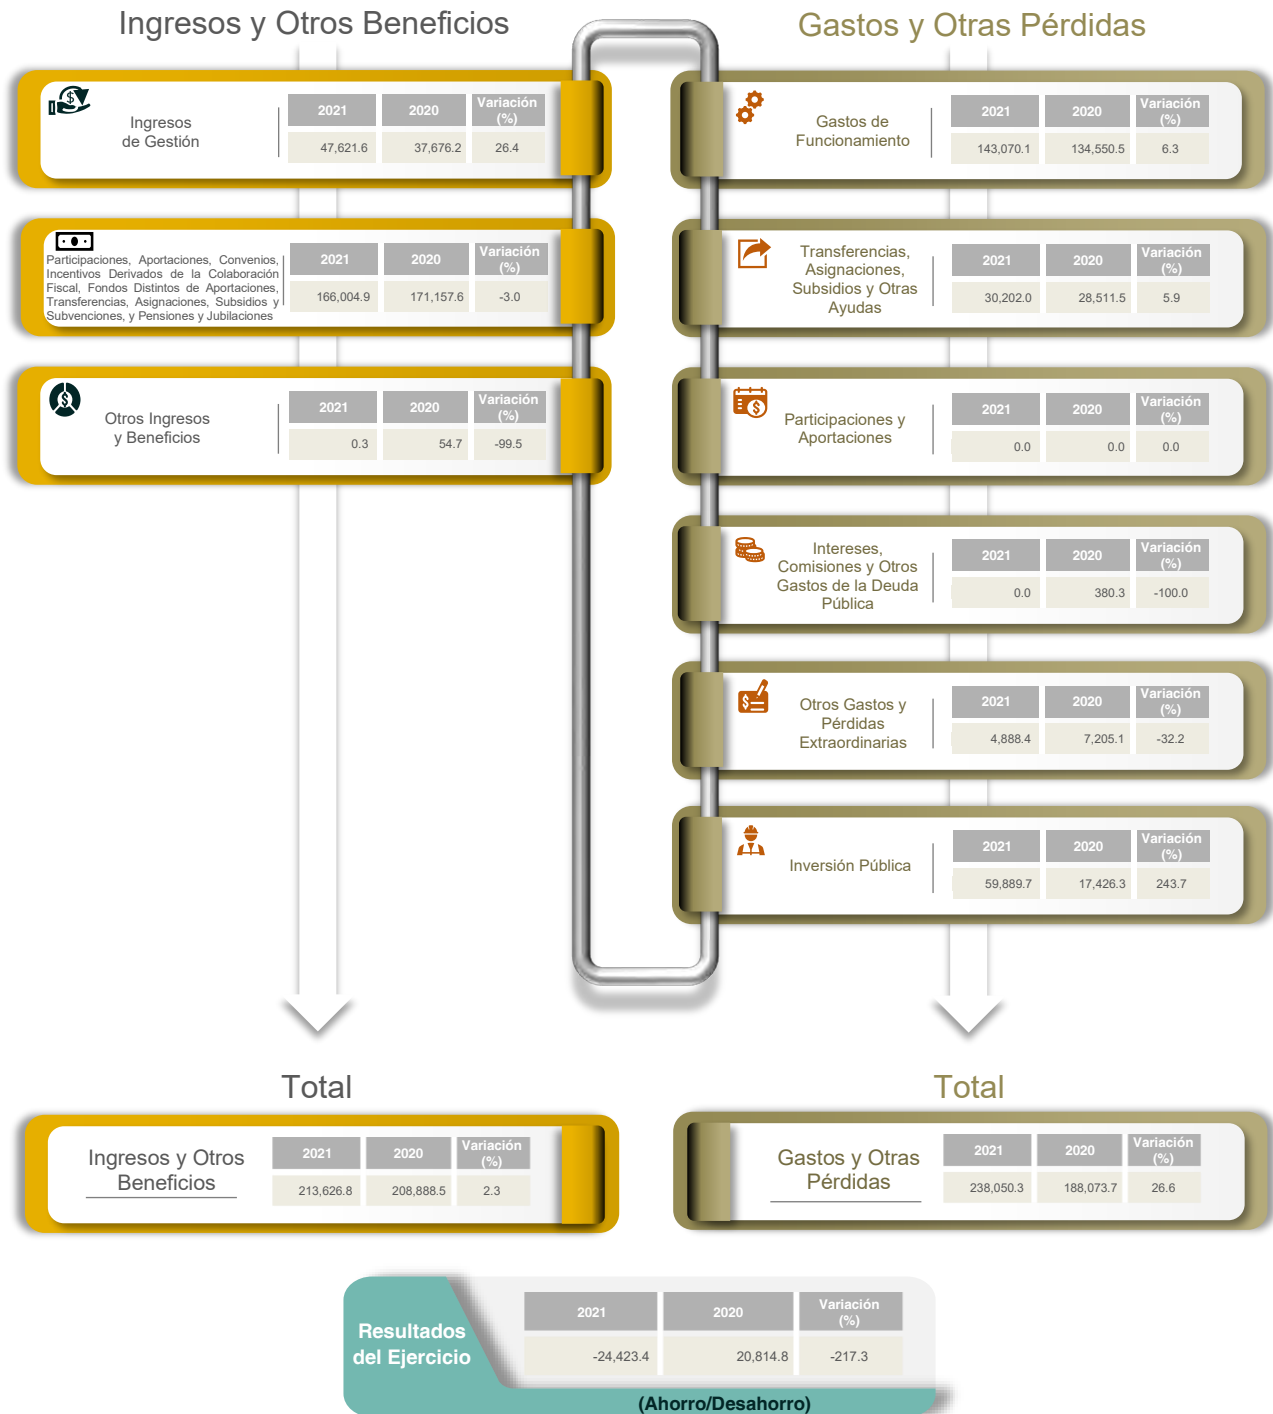 Ingresos y Otros Beneficios
Ingresos
de Gestión
2021 2020 Variación (%)
47,621.6 37,676.2 26.4
Participaciones, Aportaciones, Convenios,
Incentivos Derivados de la Colaboración
Fiscal, Fondos Distintos de Aportaciones,
Transferencias, Asignaciones, Subsidios y
Subvenciones, y Pensiones y Jubilaciones
2021 2020 Variación (%)
166,004.9 171,157.6 -3.0
Otros Ingresos
y Beneficios
2021 2020 Variación (%)
0.3 54.7 -99.5
Gastos y Otras Pérdidas
Gastos de
Funcionamiento
2021 2020 Variación (%)
143,070.1 134,550.5 6.3
Transferencias,
Asignaciones,
Subsidios y Otras
Ayudas
2021 2020 Variación (%)
30,202.0 28,511.5 5.9
Participaciones y
Aportaciones
2021 2020 Variación (%)
0.0 0.0 0.0
Intereses,
Comisiones y Otros
Gastos de la Deuda
Pública
2021 2020 Variación (%)
0.0 380.3 -100.0
Otros Gastos y
Pérdidas
Extraordinarias
2021 2020 Variación (%)
4,888.4 7,205.1 -32.2
Inversión Pública
2021 2020 Variación (%)
59,889.7 17,426.3 243.7
Total
Ingresos y Otros
Beneficios
2021 2020 Variación (%)
213,626.8 208,888.5 2.3
Total
Gastos y Otras
Pérdidas
2021 2020 Variación (%)
238,050.3 188,073.7 26.6
Resultados
del Ejercicio
2021 2020 Variación (%)
-24,423.4 20,814.8 -217.3
(Ahorro/Desahorro)